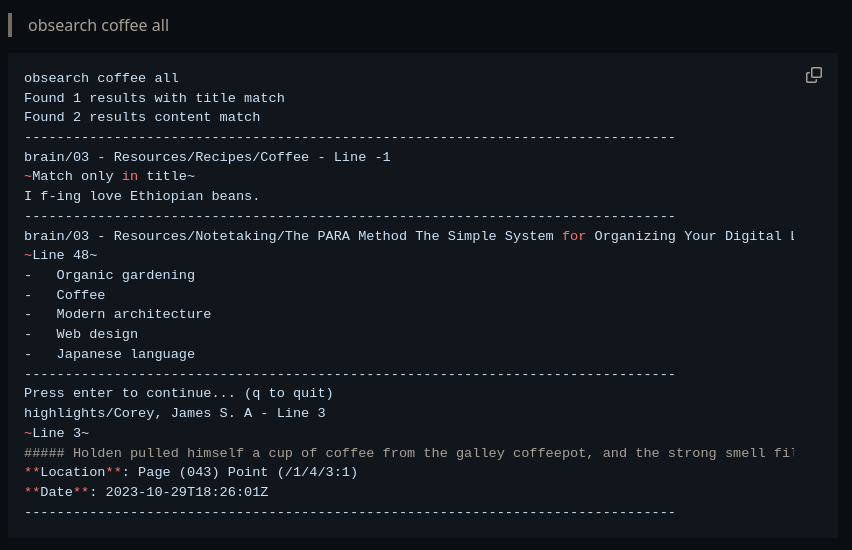 obsearch coffee all
obsearch coffee all
Found 1 results with title match
Found 2 results content match
--------------------------------------------------------------------------------
brain/03 - Resources/Recipes/Coffee - Line -1
~Match only in title~
I f-ing love Ethiopian beans.
--------------------------------------------------------------------------------
brain/03 - Resources/Notetaking/The PARA Method The Simple System for Organizing Your Digital L
~Line 48~
-   Organic gardening
-   Coffee
-   Modern architecture
-   Web design
-   Japanese language
--------------------------------------------------------------------------------
Press enter to continue... (q to quit)
highlights/Corey, James S. A - Line 3
~Line 3~
##### Holden pulled himself a cup of coffee from the galley coffeepot, and the strong smell fil
**Location**: Page (043) Point (/1/4/3:1)
**Date**: 2023-10-29T18:26:01Z
--------------------------------------------------------------------------------